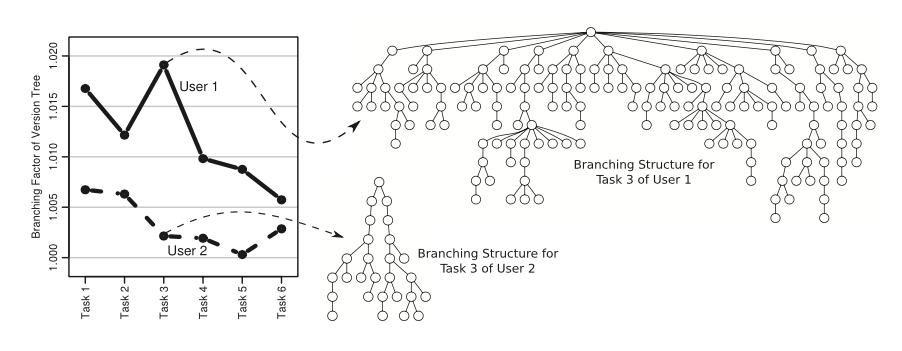 Branching Factor of Version Tree
1.020
1.015
1.010
1.005
1.000
User 1
User 2
Task 1
Task 2
Task 3
Task 4
Task 5
Task 6
Branching Structure for
Task 3 of User 1
Branching Structure for
Task 3 of User 2